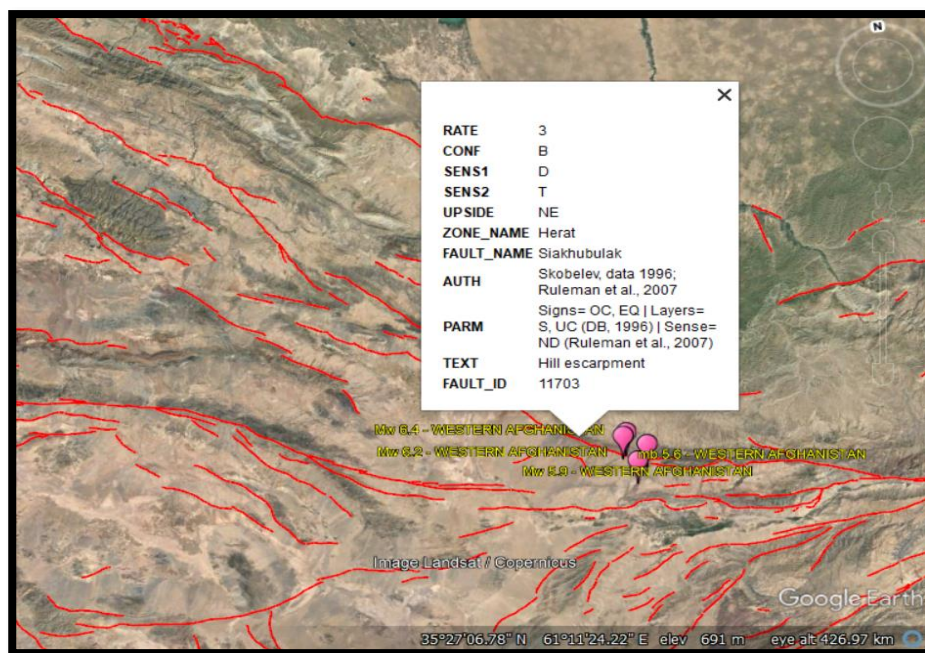 N
RATE 3
CONF B
SENS1 D
SENS2 T
UPSIDE NE
ZONE_NAME Herat
FAULT_NAME Siakhubulak
AUTH Skobelev, data 1996;
Ruleman et al., 2007
PARM Signs= OC, EQ | Layers=
S, UC (DB, 1996) | Sense=
ND (Ruleman et al., 2007)
TEXT Hill escarpment
FAULT_ID 11703
Mw 6.4 - WESTERN AFGHANISTAN
Mw 6.2 - WESTERN AFGHANISTAN mb 5.6 - WESTERN AFGHANISTAN
Mw 5.9 - WESTERN AFGHANISTAN
Image Landsat / Copernicus
Google Earth
35°27'06.78" N 61°11'24.22" E elev 691 m eye alt 426.97 km